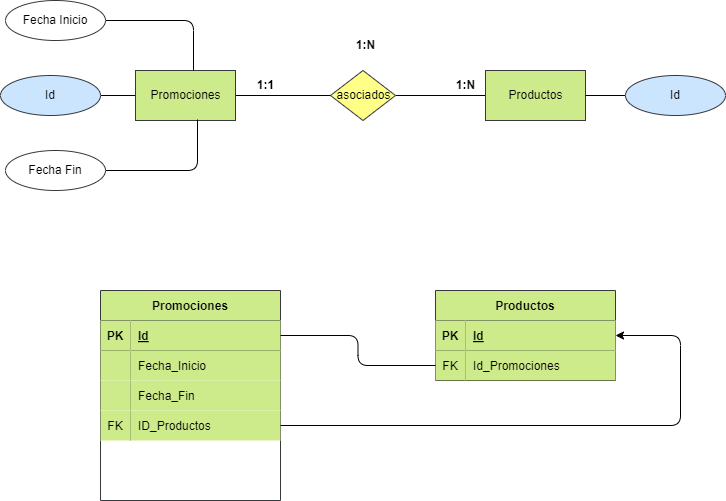 Fecha Inicio
1:N
1:1
1:N
Id
Promociones
asociados
Productos
Id
Fecha Fin
Promociones
PK Id
Fecha_Inicio
Fecha_Fin
FK ID_Productos
Productos
PK Id
FK Id_Promociones